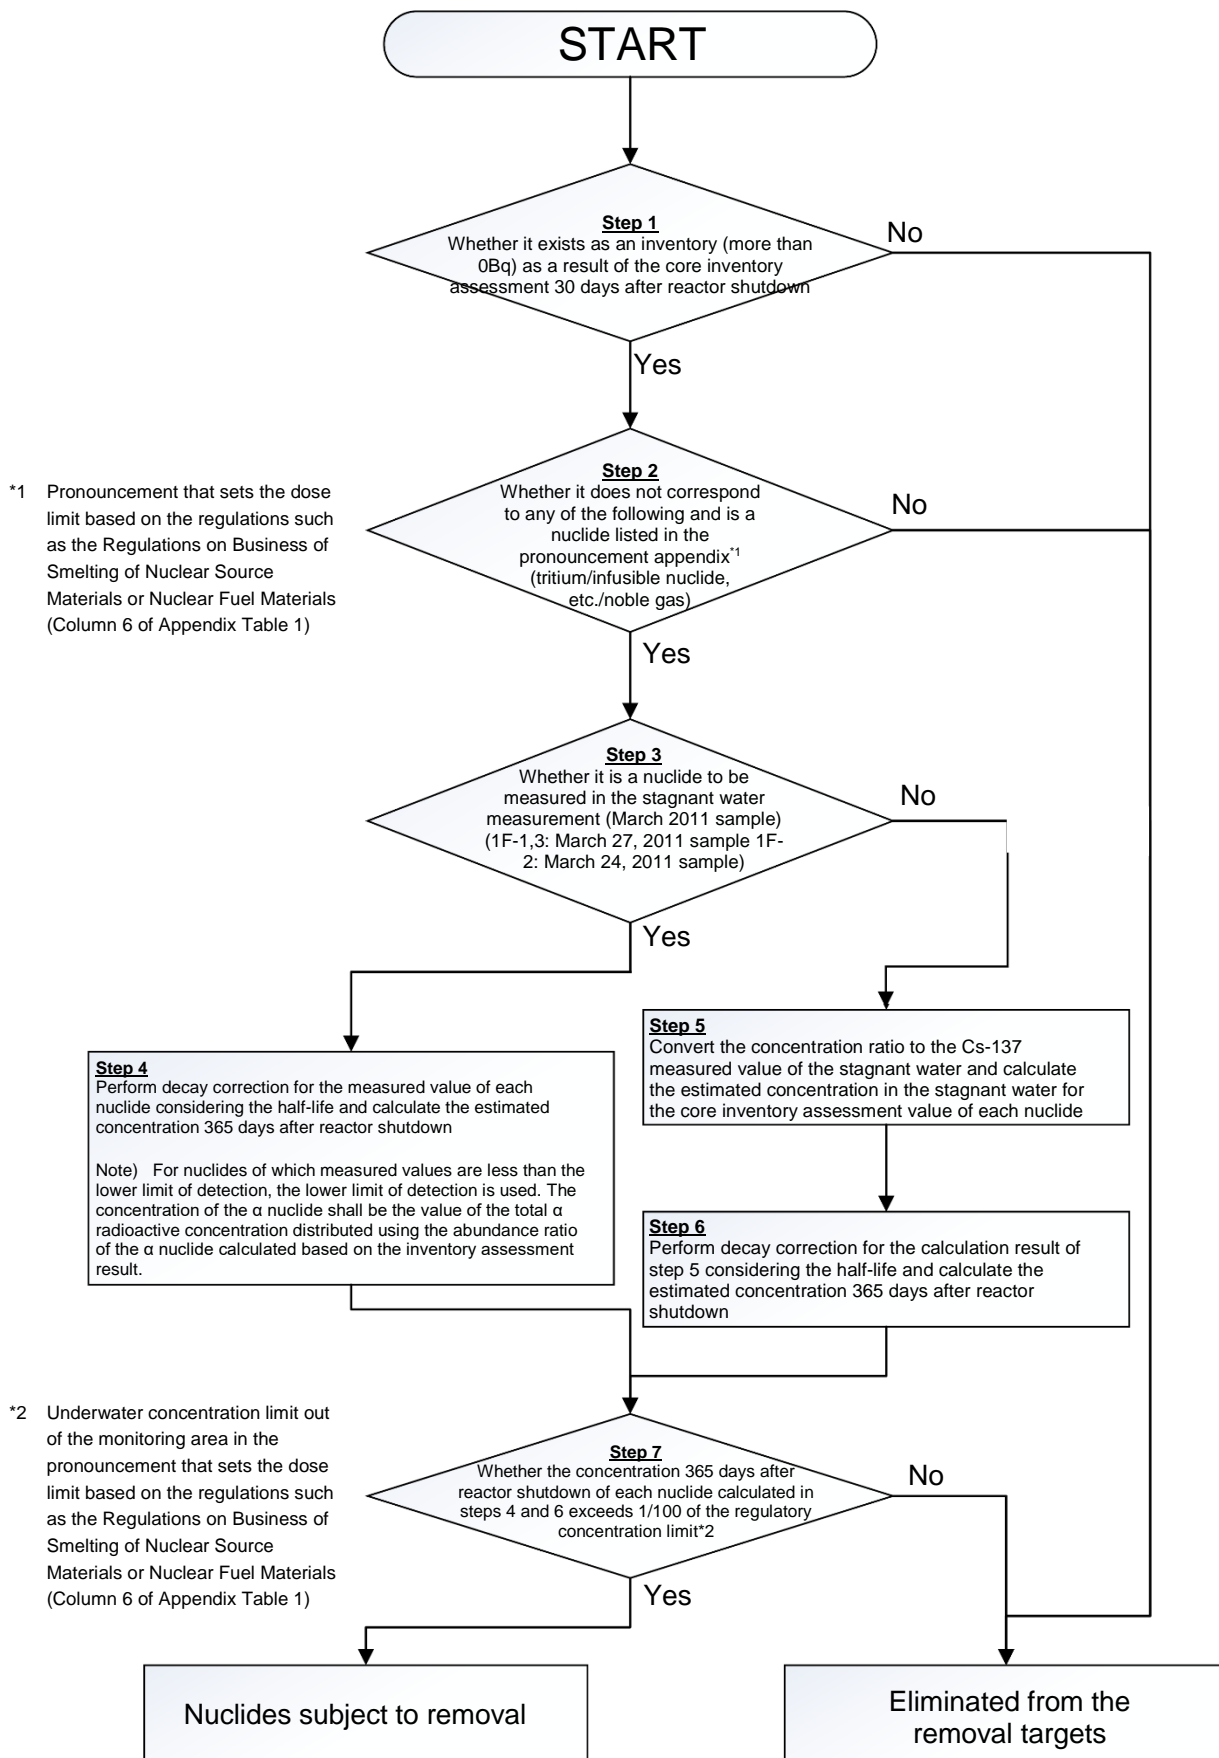 START
Step 1
Whether it exists as an inventory (more than
0Bq) as a result of the core inventory
assessment 30 days after reactor shutdown
No
Yes
*1 Pronouncement that sets the dose
limit based on the regulations such
as the Regulations on Business of
Smelting of Nuclear Source
Materials or Nuclear Fuel Materials
(Column 6 of Appendix Table 1)
Step 2
Whether it does not correspond
to any of the following and is a
nuclide listed in the
pronouncement appendix*1
(tritium/infusible nuclide,
etc./noble gas)
No
Yes
Step 3
Whether it is a nuclide to be
measured in the stagnant water
measurement (March 2011 sample)
(1F-1,3: March 27, 2011 sample 1F-
2: March 24, 2011 sample)
No
Yes
Step 4
Perform decay correction for the measured value of each
nuclide considering the half-life and calculate the estimated
concentration 365 days after reactor shutdown
Note) For nuclides of which measured values are less than the
lower limit of detection, the lower limit of detection is used. The
concentration of the α nuclide shall be the value of the total α
radioactive concentration distributed using the abundance ratio
of the α nuclide calculated based on the inventory assessment
result.
Step 5
Convert the concentration ratio to the Cs-137
measured value of the stagnant water and calculate
the estimated concentration in the stagnant water for
the core inventory assessment value of each nuclide
Step 6
Perform decay correction for the calculation result of
step 5 considering the half-life and calculate the
estimated concentration 365 days after reactor
shutdown
*2 Underwater concentration limit out
of the monitoring area in the
pronouncement that sets the dose
limit based on the regulations such
as the Regulations on Business of
Smelting of Nuclear Source
Materials or Nuclear Fuel Materials
(Column 6 of Appendix Table 1)
Step 7
Whether the concentration 365 days after
reactor shutdown of each nuclide calculated in
steps 4 and 6 exceeds 1/100 of the regulatory
concentration limit*2
No
Yes
Nuclides subject to removal
Eliminated from the
removal targets